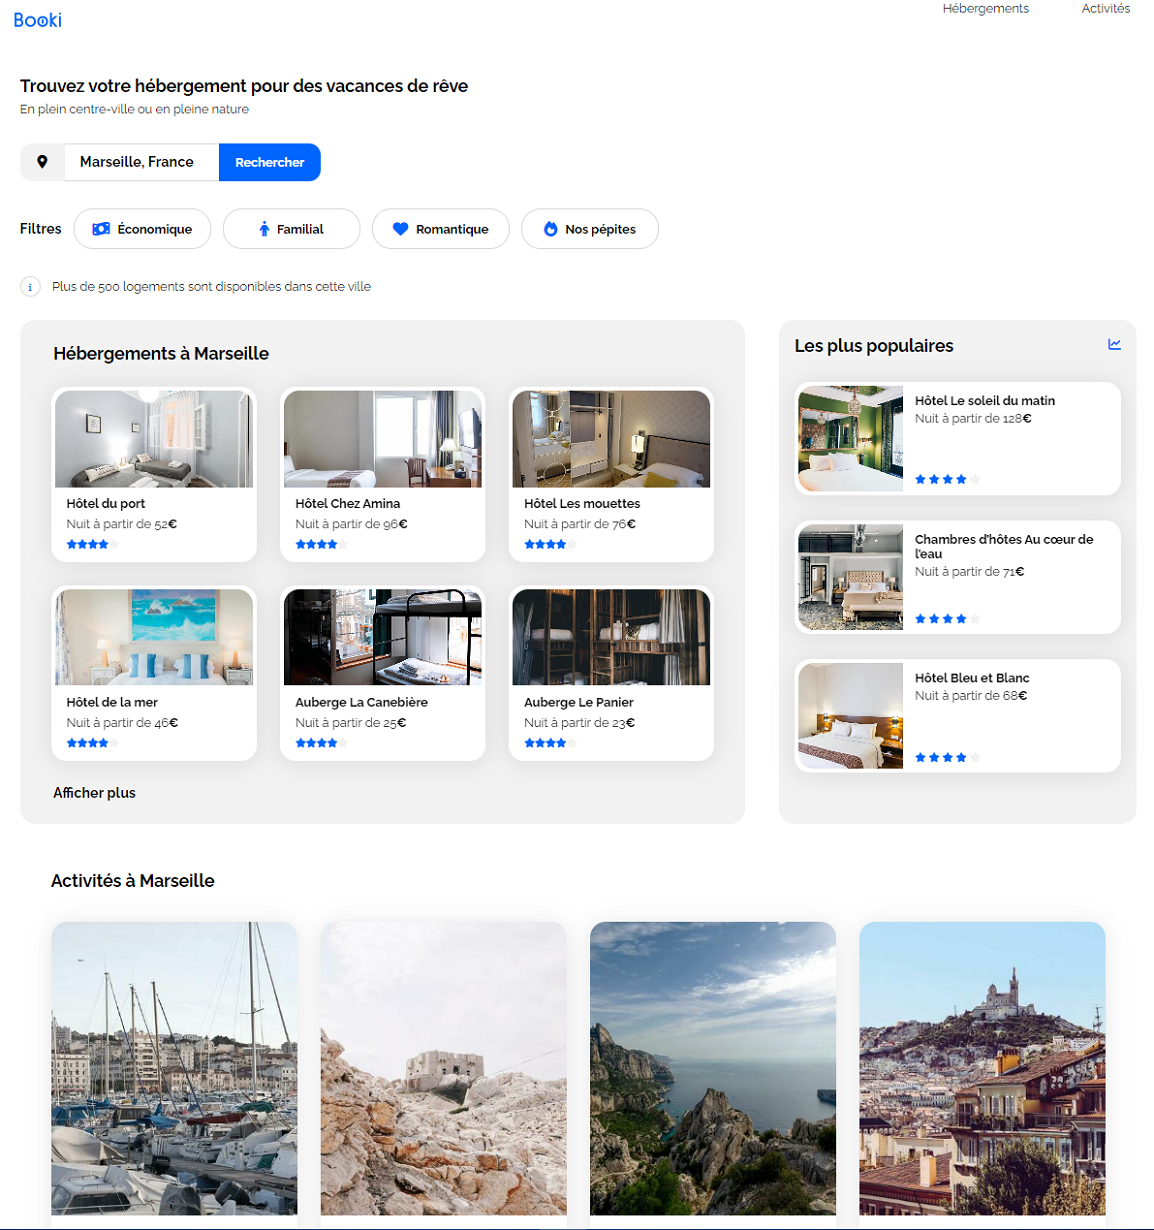 Booki
Hébergements
Activités
Trouvez votre hébergement pour des vacances de rêve
En plein centre-ville ou en pleine nature
Marseille, France
Rechercher
Filtres
Économique
Familial
Romantique
Nos pépites
i
Plus de 500 logements sont disponibles dans cette ville
Hébergements à Marseille
Hôtel du port
Nuit à partir de 52€
Hôtel Chez Amina
Nuit à partir de 96€
Hôtel Les mouettes
Nuit à partir de 76€
Hôtel de la mer
Nuit à partir de 46€
Auberge La Canebière
Nuit à partir de 25€
Auberge Le Panier
Nuit à partir de 23€
Afficher plus
Les plus populaires
Hôtel Le soleil du matin
Nuit à partir de 128€
Chambres d'hôtes Au cœur de
l'eau
Nuit à partir de 71€
Hôtel Bleu et Blanc
Nuit à partir de 68€
Activités à Marseille